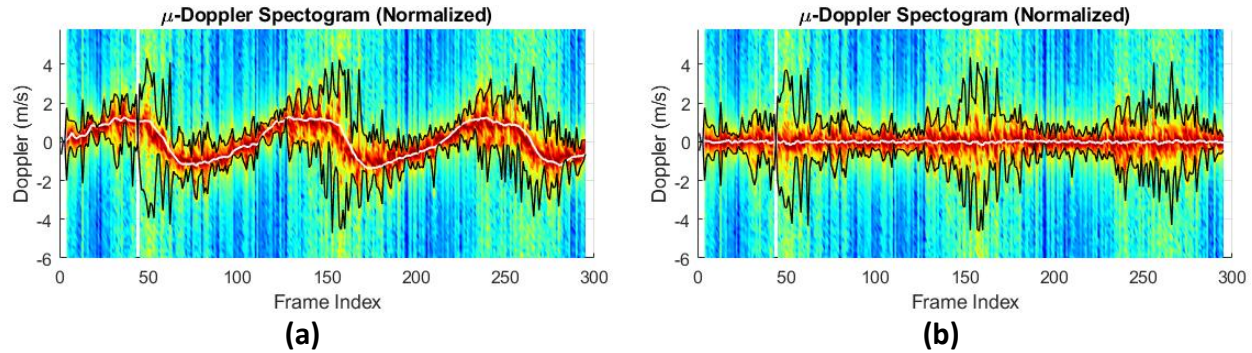 μ-Doppler Spectogram (Normalized)
Doppler (m/s)
4
2
0
-2
-4
-6
0 50 100 150 200 250 300
Frame Index
(a)
μ-Doppler Spectogram (Normalized)
Doppler (m/s)
4
2
0
-2
-4
-6
0 50 100 150 200 250 300
Frame Index
(b)